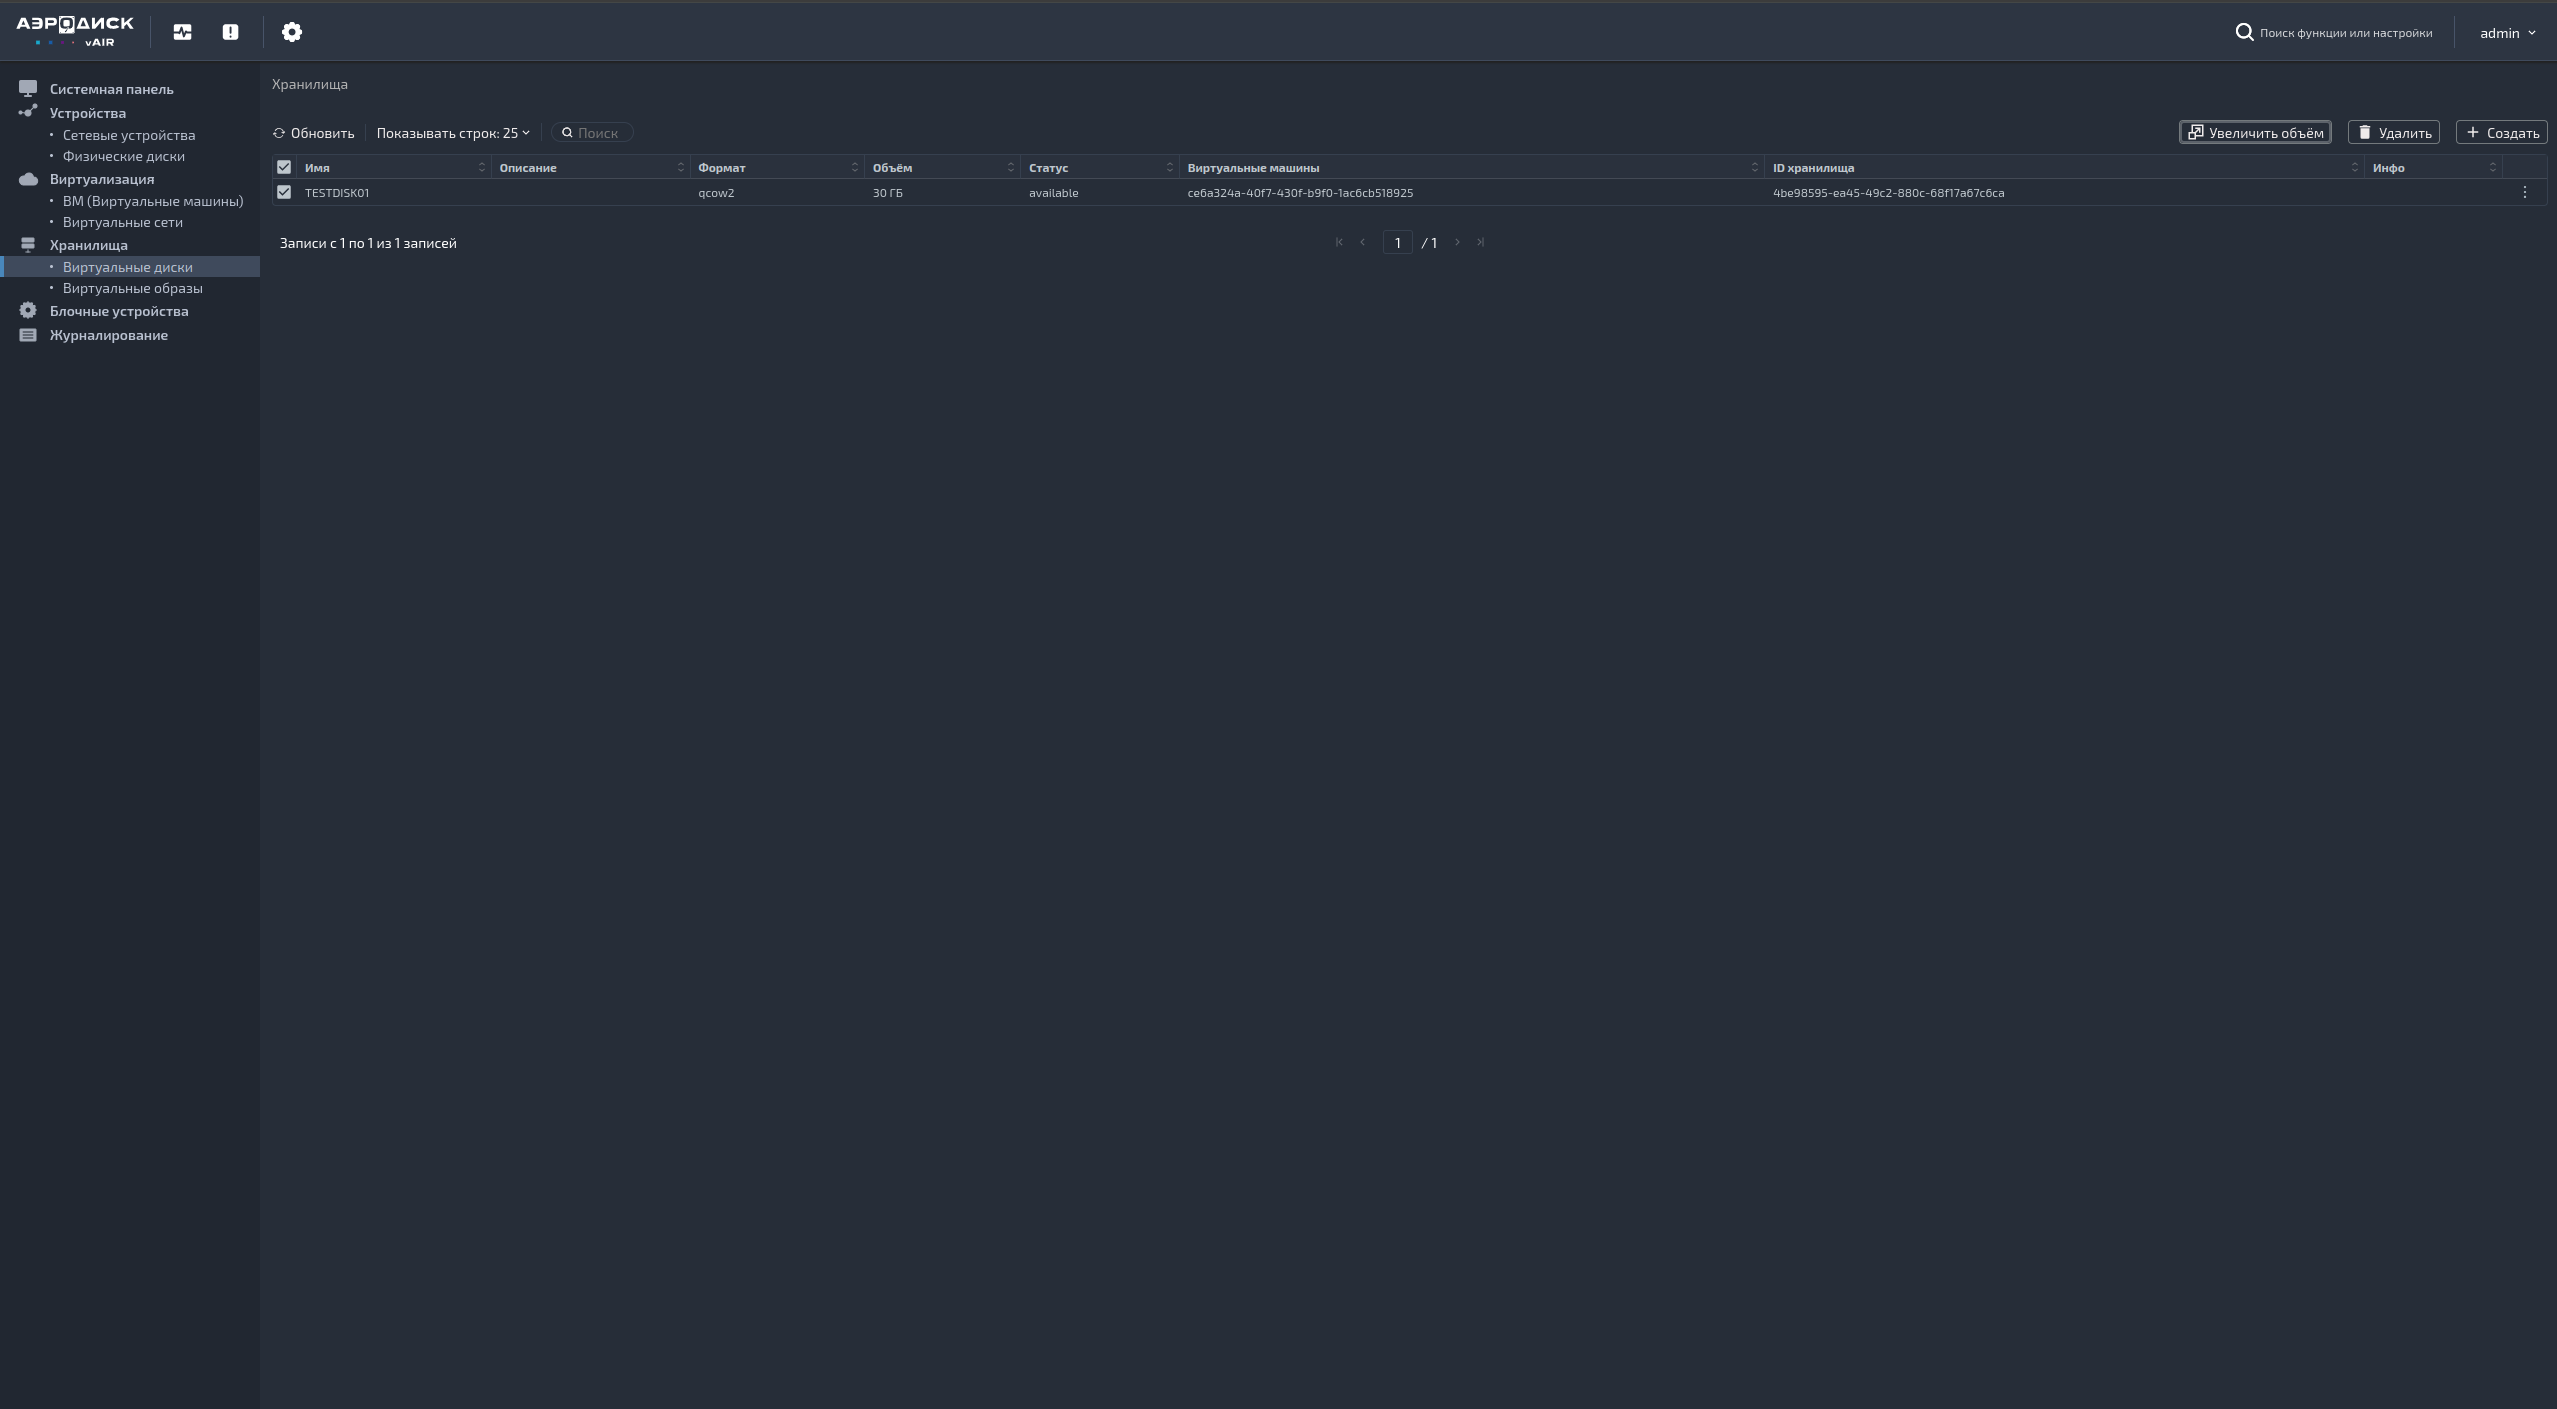 АЭРОДИСК
vAIR
Поиск функции или настройки
admin
Системная панель
Устройства
• Сетевые устройства
• Физические диски
Виртуализация
• ВМ (Виртуальные машины)
• Виртуальные сети
Хранилища
• Виртуальные диски
• Виртуальные образы
Блочные устройства
Журналирование
Хранилища
Обновить Показывать строк: 25 Поиск Увеличить объём Удалить Создать
Имя Описание Формат Объём Статус Виртуальные машины ID хранилища Инфо
TESTDISK01 qcow2 30 ГБ available ce6a324a-40f7-430f-b9f0-1ac6cb518925 4be98595-ea45-49c2-880c-68f17a67c6ca
Записи с 1 по 1 из 1 записей 1 / 1